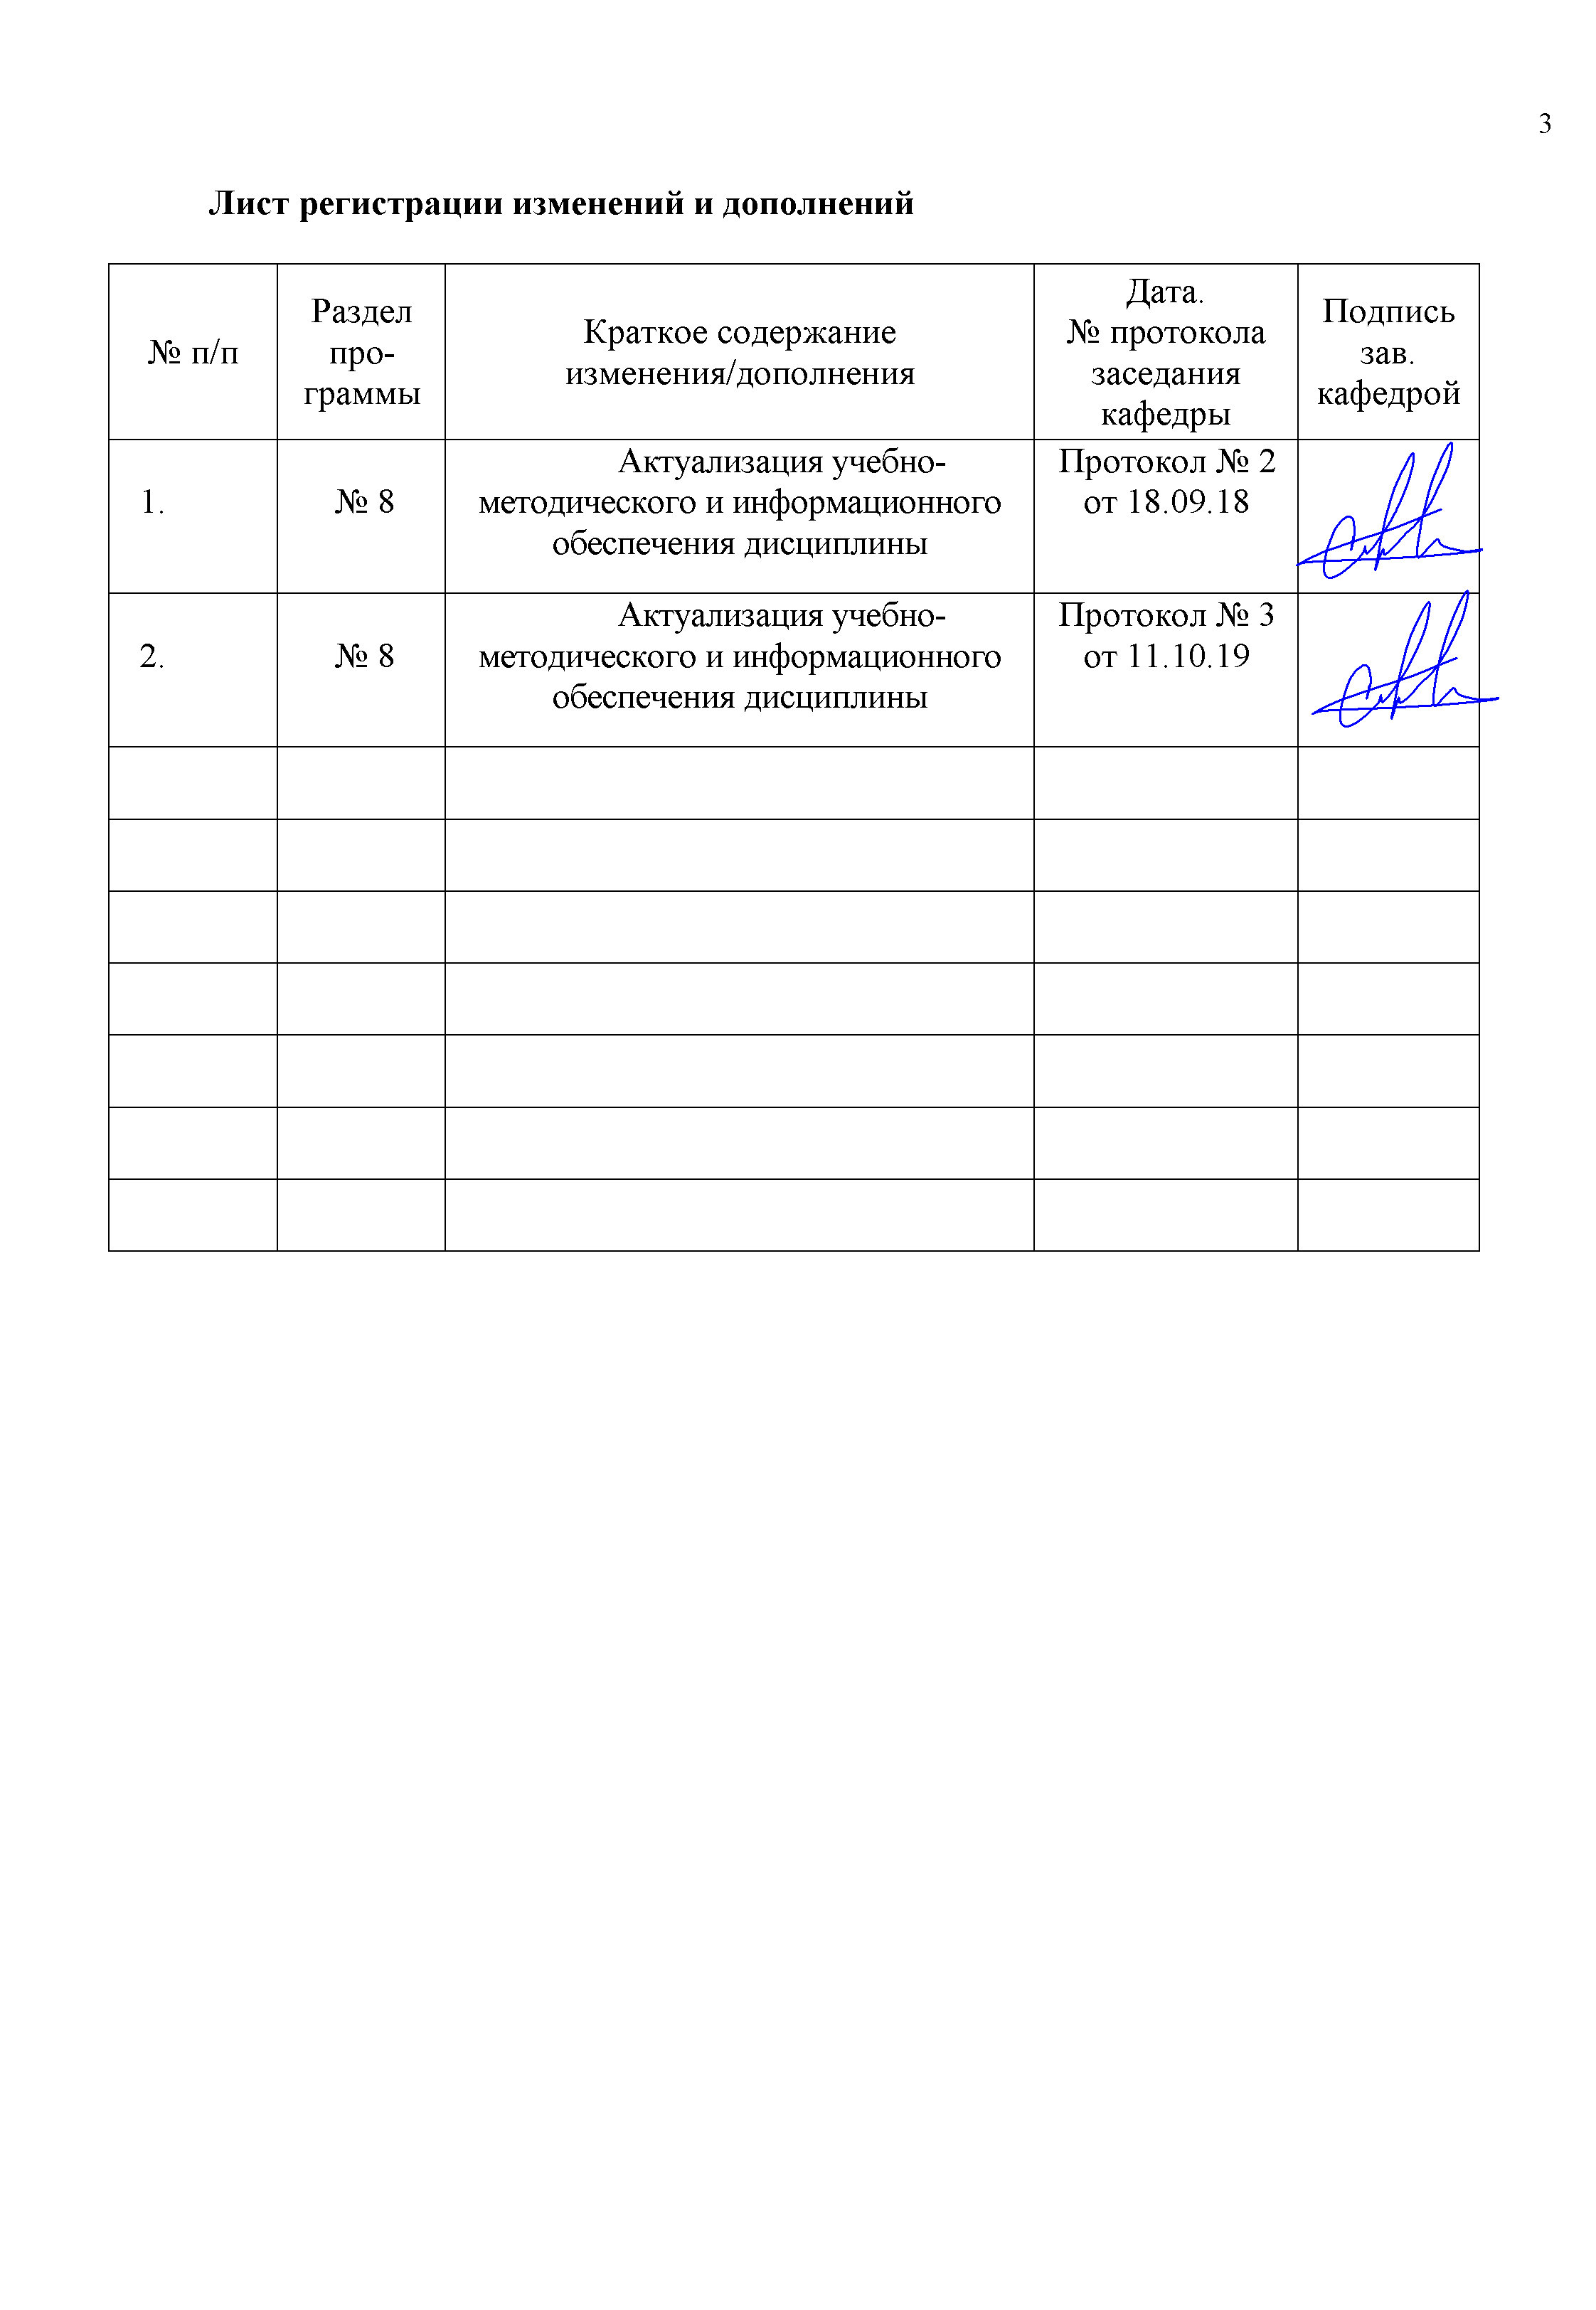 3
Лист регистрации изменений и дополнений
№ п/п
Раздел
про-
граммы
Краткое содержание
изменения/дополнения
Дата.
№ протокола
заседания
кафедры
Подпись
зав.
кафедрой
1.
№ 8
Актуализация учебно-
методического и информационного
обеспечения дисциплины
Протокол № 2
от 18.09.18
2.
№ 8
Актуализация учебно-
методического и информационного
обеспечения дисциплины
Протокол № 3
от 11.10.19